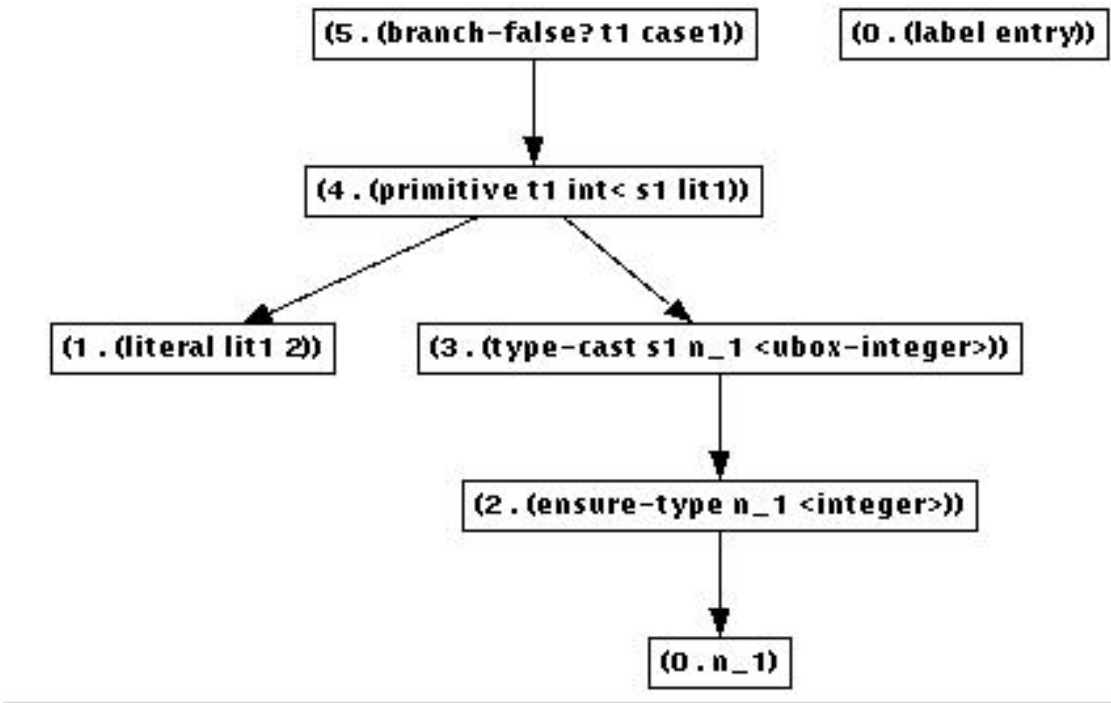 (5 . (branch-false? t1 case1))
(0 . (label entry))
(4 . (primitive t1 int< s1 lit1))
(1 . (literal lit1 2))
(3 . (type-cast s1 n_1 <ubox-integer>))
(2 . (ensure-type n_1 <integer>))
(0 . n_1)